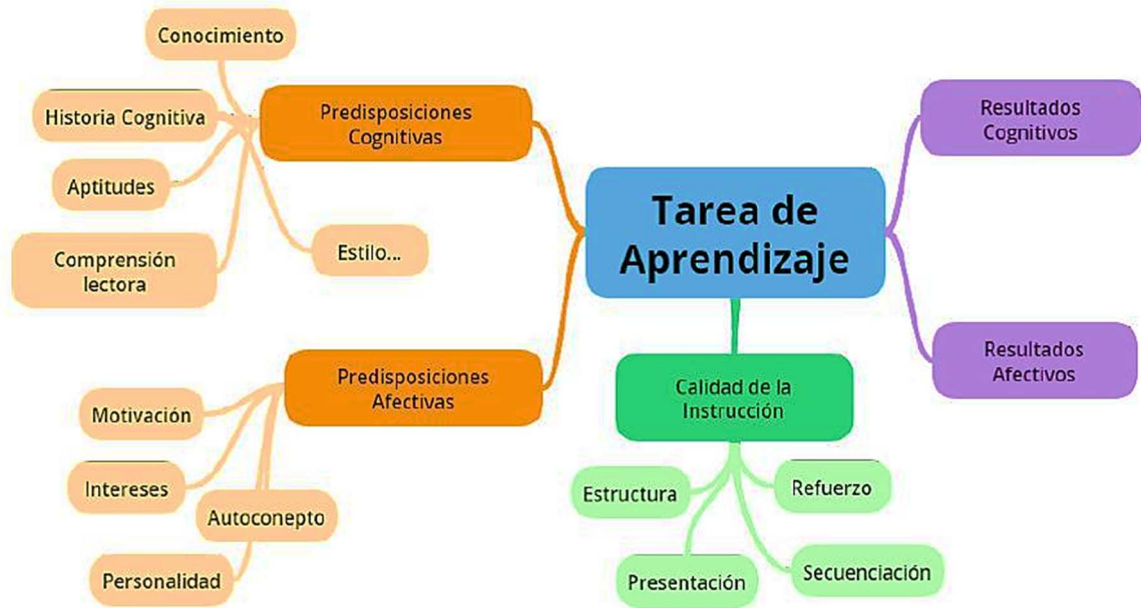 Conocimiento
Historia Cognitiva
Aptitudes
Comprensión
lectora
Estilo...
Predisposiciones
Cognitivas
Predisposiciones
Afectivas
Motivación
Intereses
Autoconepto
Personalidad
Tarea de
Aprendizaje
Calidad de la
Instrucción
Estructura
Refuerzo
Presentación
Secuenciación
Resultados
Cognitivos
Resultados
Afectivos